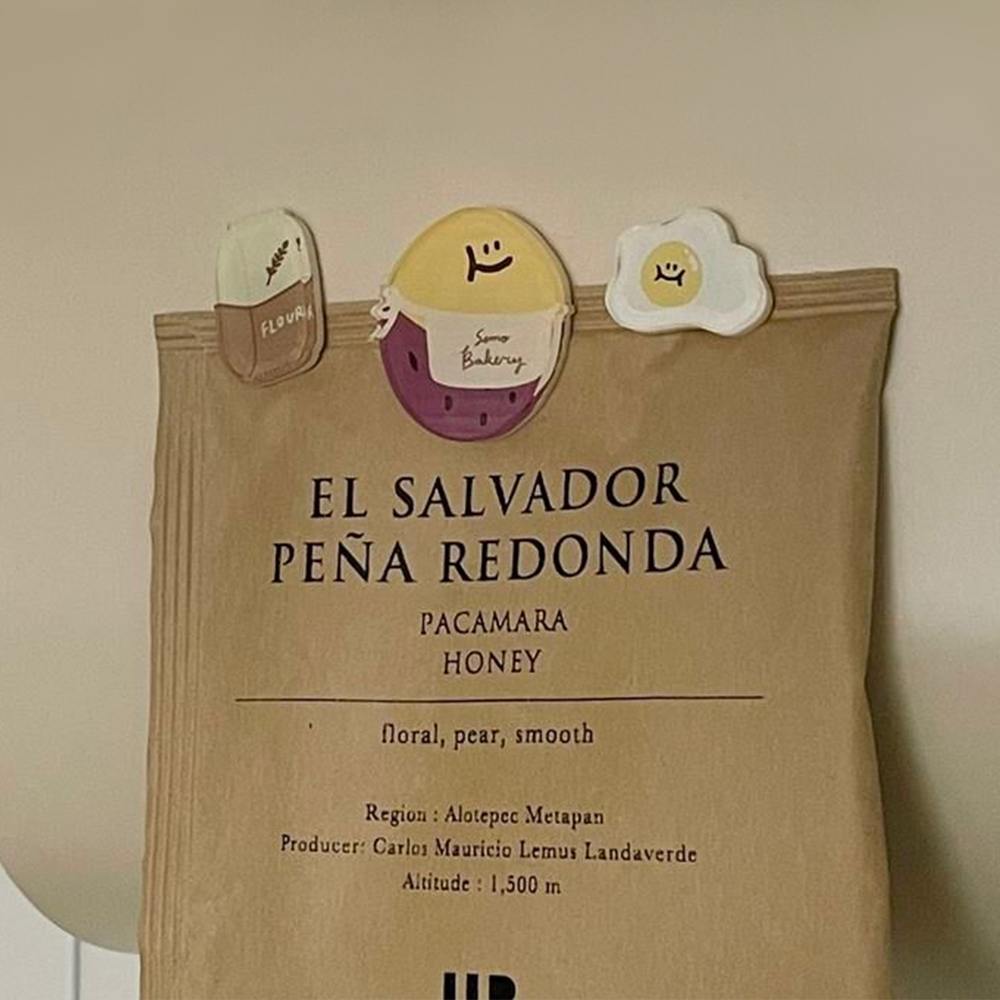 FLOUR
Somo
Bakery
EL SALVADOR
PEÑA REDONDA
PACAMARA
HONEY
floral, pear, smooth
Region : Alotepec Metapan
Producer: Carlos Mauricio Lemus Landaverde
Altitude : 1,500 m